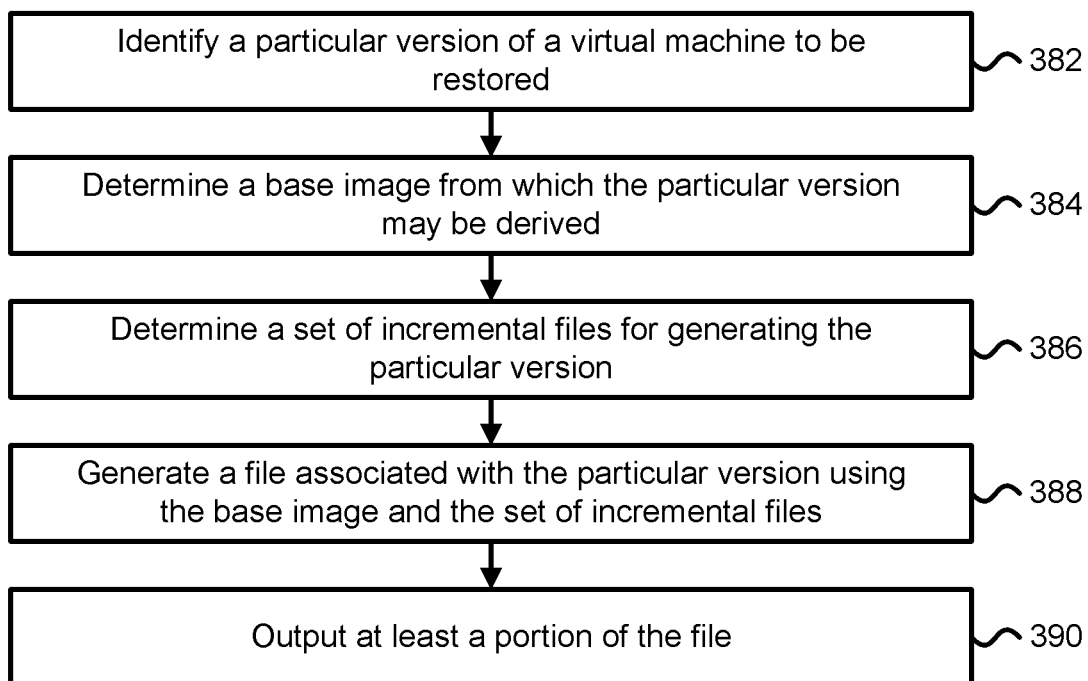 Identify a particular version of a virtual machine to be
restored
382
Determine a base image from which the particular version
may be derived
384
Determine a set of incremental files for generating the
particular version
386
Generate a file associated with the particular version using
the base image and the set of incremental files
388
Output at least a portion of the file
390